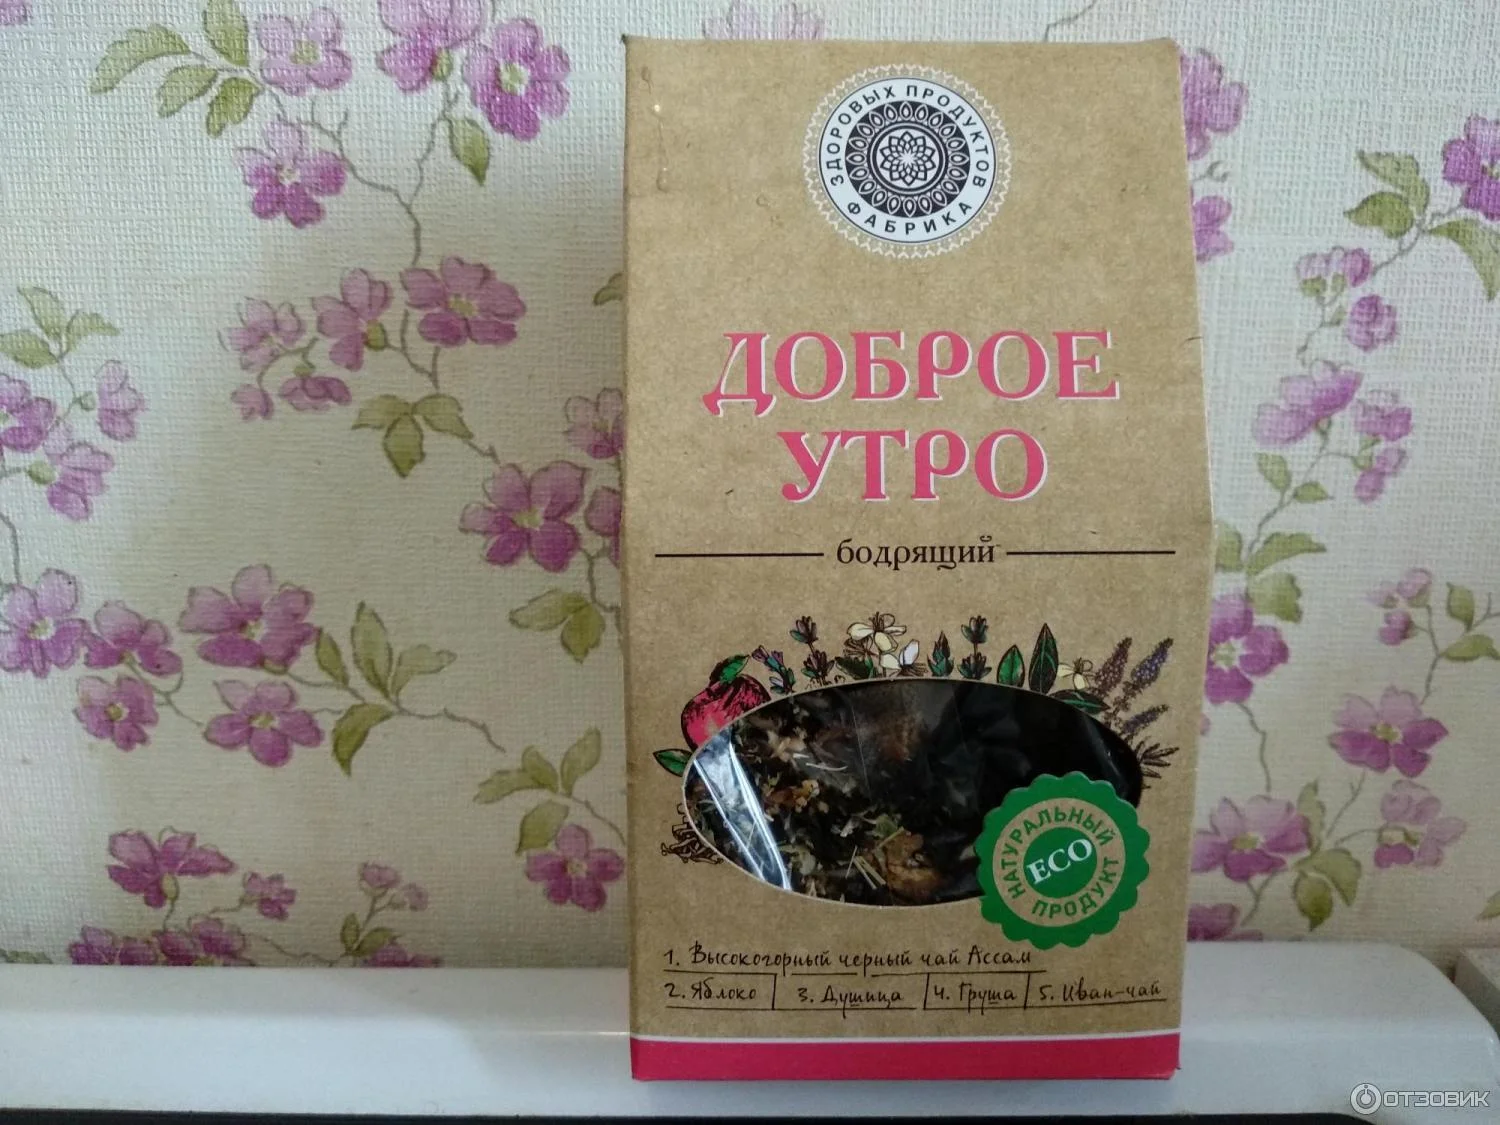 ФАБРИКА ЗДОРОВЫХ ПРОДУКТОВ
ДОБРОЕ
УТРО
бодрящий
НАТУРАЛЬНЫЙ
ECO
ПРОДУКТ
1. Высокогорный черный чай Ассам
2. Яблоко 3. Душица 4. Груша 5. Иван-чай
ОТЗОВИК